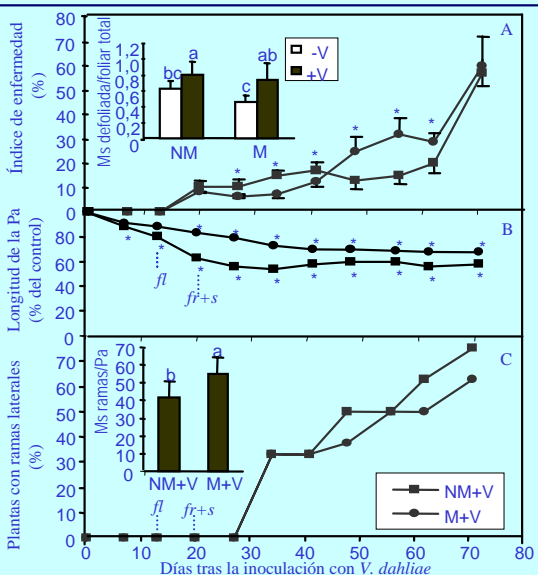 Índice de enfermedad
(%)
80
70
60
50
40
30
20
10
0
A
Ms defoliada/foliar total
1,2
1,0
0,8
0,6
0,4
0,2
0
bc
a
c
ab
NM
M
-V
+V
*
*
*
*
*
*
*
Longitud de la Pa
(% del control)
80
60
40
20
0
B
* * * * * * * * * *
fl
fr+s
Plantas con ramas laterales
(%)
70
60
50
40
30
20
10
0
C
Ms ramas/Pa
70
60
50
40
30
20
10
0
b
a
NM+V
M+V
fl
fr+s
NM+V
M+V
0 10 20 30 40 50 60 70 80
Días tras la inoculación con V. dahliae